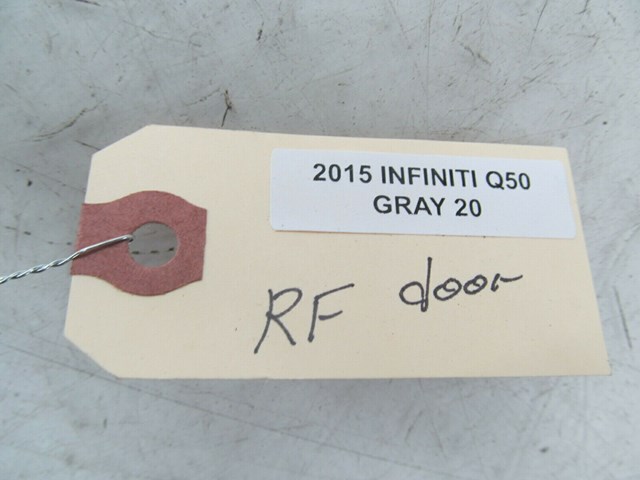 2015 INFINITI Q50
GRAY 20
RF door